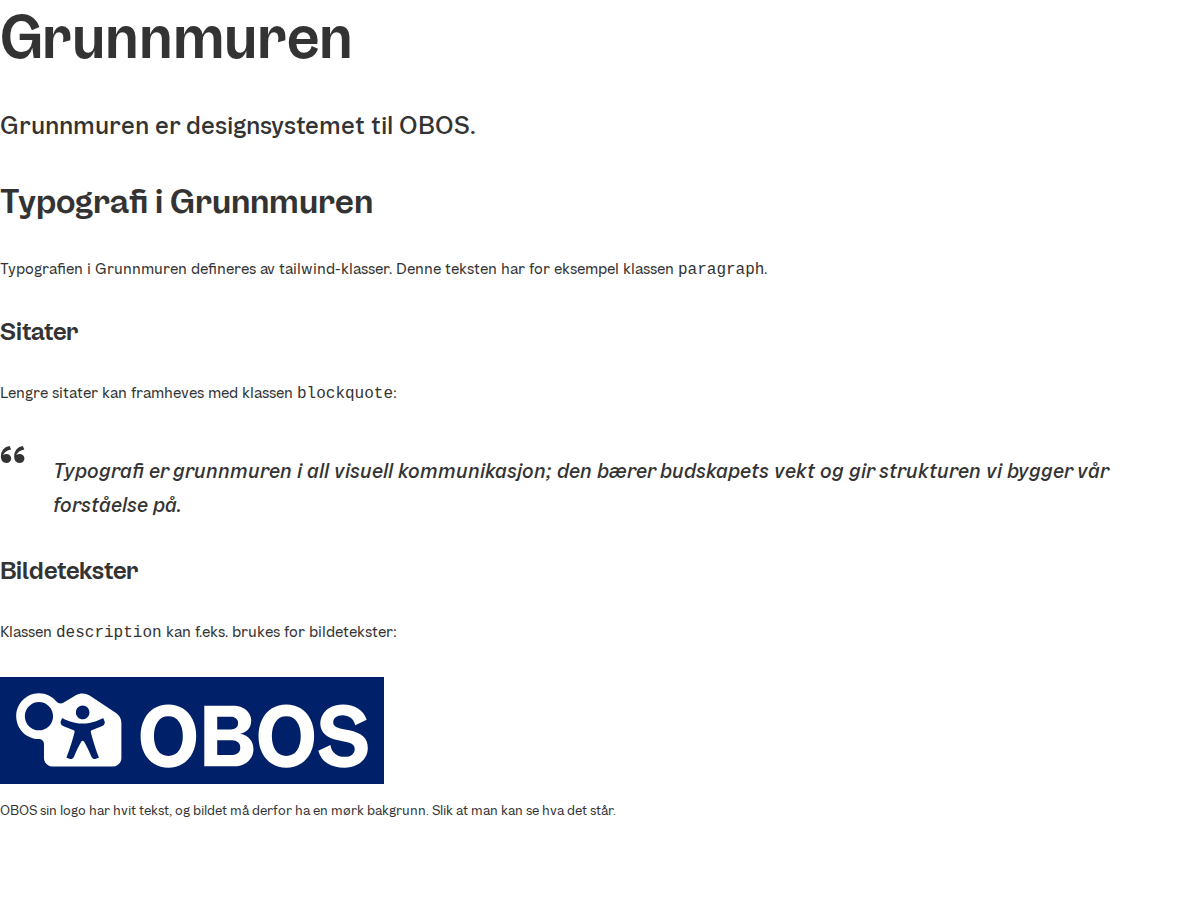 Grunnmuren
Grunnmuren er designsystemet til OBOS.
Typografi i Grunnmuren
Typografien i Grunnmuren defineres av tailwind-klasser. Denne teksten har for eksempel klassen paragraph.
Sitater
Lengre sitater kan framheves med klassen blockquote:
“ Typografi er grunnmuren i all visuell kommunikasjon; den bærer budskapets vekt og gir strukturen vi bygger vår
forståelse på.
Bildetekster
Klassen description kan f.eks. brukes for bildetekster:
OBOS
OBOS sin logo har hvit tekst, og bildet må derfor ha en mørk bakgrunn. Slik at man kan se hva det står.